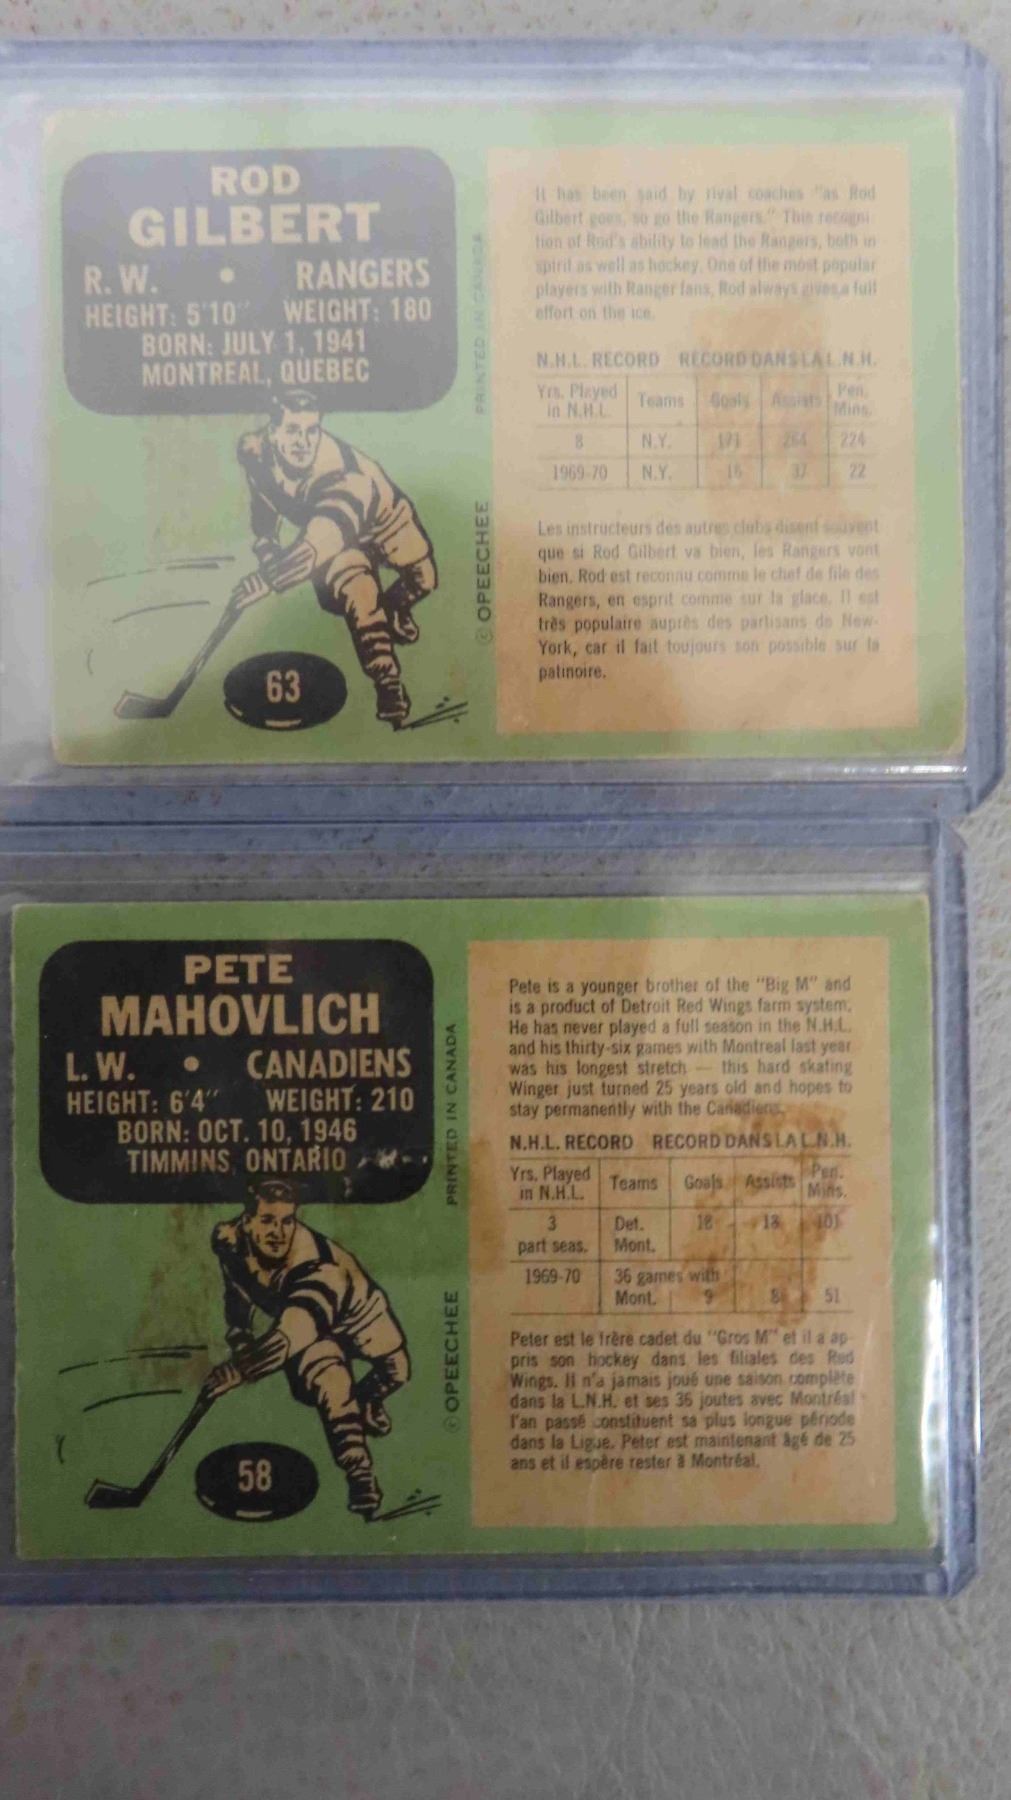 ROD
GILBERT
R. W. • RANGERS
HEIGHT: 5'10" WEIGHT: 180
BORN: JULY 1, 1941
MONTREAL, QUEBEC
63
PRINTED IN CANADA
© OPEECHEE
It has been said by rival coaches "as Rod
Gilbert goes, so go the Rangers." This recogni-
tion of Rod's ability to lead the Rangers, both in
spirit as well as hockey. One of the most popular
players with Ranger fans, Rod always gives a full
effort on the ice.
N.H.L. RECORD RECORD DANS LA L.N.H.
Yrs. Played in N.H.L. Teams Goals Assists Pen. Mins.
8 N.Y. 171 264 224
1969-70 N.Y. 16 37 22
Les instructeurs des autres clubs disent souvent
que si Rod Gilbert va bien, les Rangers vont
bien. Rod est reconnu comme le chef de file des
Rangers, en esprit comme sur la glace. Il est
très populaire auprès des partisans de New-
York, car il fait toujours son possible sur la
patinoire.
PETE
MAHOVLICH
L. W. • CANADIENS
HEIGHT: 6'4" WEIGHT: 210
BORN: OCT. 10, 1946
TIMMINS, ONTARIO
58
PRINTED IN CANADA
© OPEECHEE
Pete is a younger brother of the "Big M" and
is a product of Detroit Red Wings farm system.
He has never played a full season in the N.H.L.
and his thirty-six games with Montreal last year
was his longest stretch — this hard skating
Winger just turned 25 years old and hopes to
stay permanently with the Canadiens.
N.H.L. RECORD RECORD DANS LA L.N.H.
Yrs. Played in N.H.L. Teams Goals Assists Pen. Mins.
3 Det. 18 18 101
part seas. Mont.
1969-70 36 games with
Mont. 9 8 51
Peter est le frère cadet du "Gros M" et il a ap-
pris son hockey dans les filiales des Red
Wings. Il n'a jamais joué une saison complète
dans la L.N.H. et ses 36 joutes avec Montréal
l'an passé constituent sa plus longue période
dans la Ligue. Peter est maintenant âgé de 25
ans et il espère rester à Montréal.